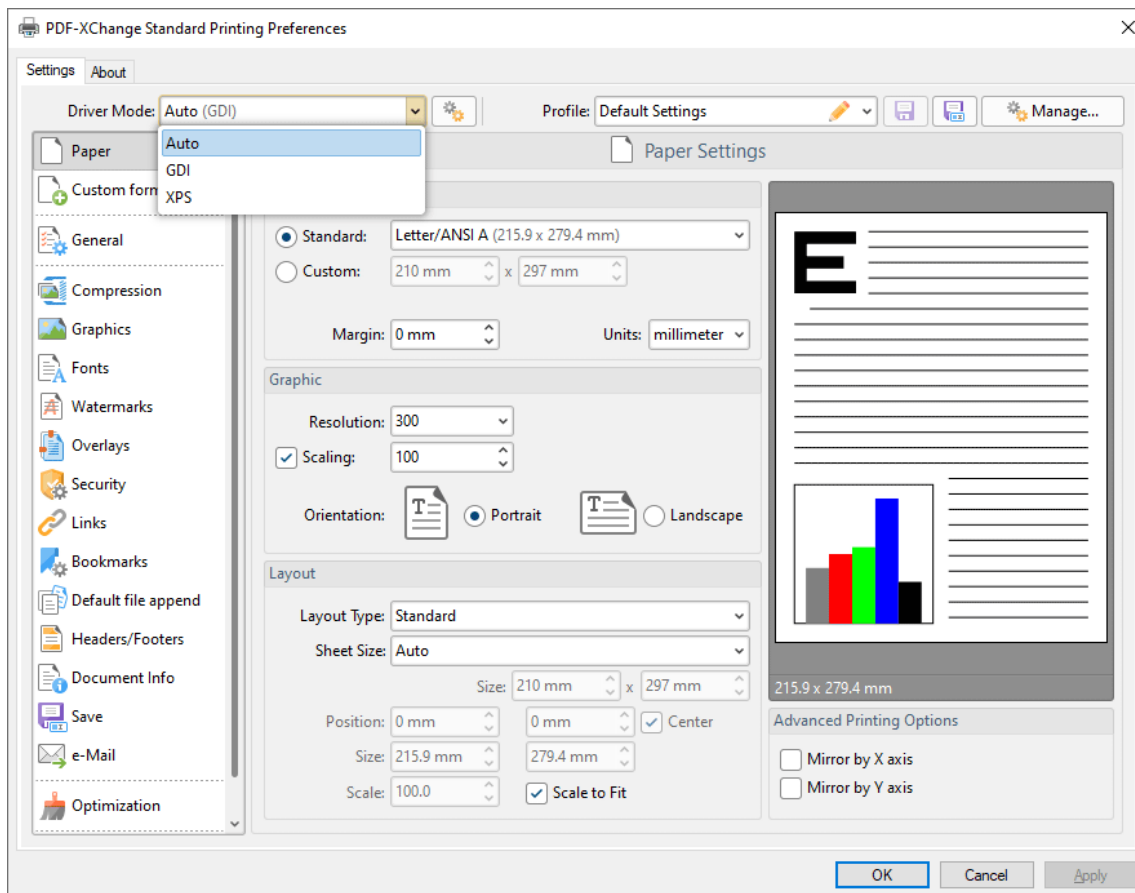 PDF-XChange Standard Printing Preferences
Settings About
Driver Mode: Auto (GDI) Profile: Default Settings Manage...
Auto
GDI
XPS
Paper
Custom for
General
Compression
Graphics
Fonts
Watermarks
Overlays
Security
Links
Bookmarks
Default file append
Headers/Footers
Document Info
Save
e-Mail
Optimization
Paper Settings
Standard: Letter/ANSI A (215.9 x 279.4 mm)
Custom: 210 mm x 297 mm
Margin: 0 mm Units: millimeter
Graphic
Resolution: 300
Scaling: 100
Orientation: T Portrait T Landscape
Layout
Layout Type: Standard
Sheet Size: Auto
Size: 210 mm x 297 mm
Position: 0 mm 0 mm Center
Size: 215.9 mm 279.4 mm
Scale: 100.0 Scale to Fit
E
215.9 x 279.4 mm
Advanced Printing Options
Mirror by X axis
Mirror by Y axis
OK Cancel Apply